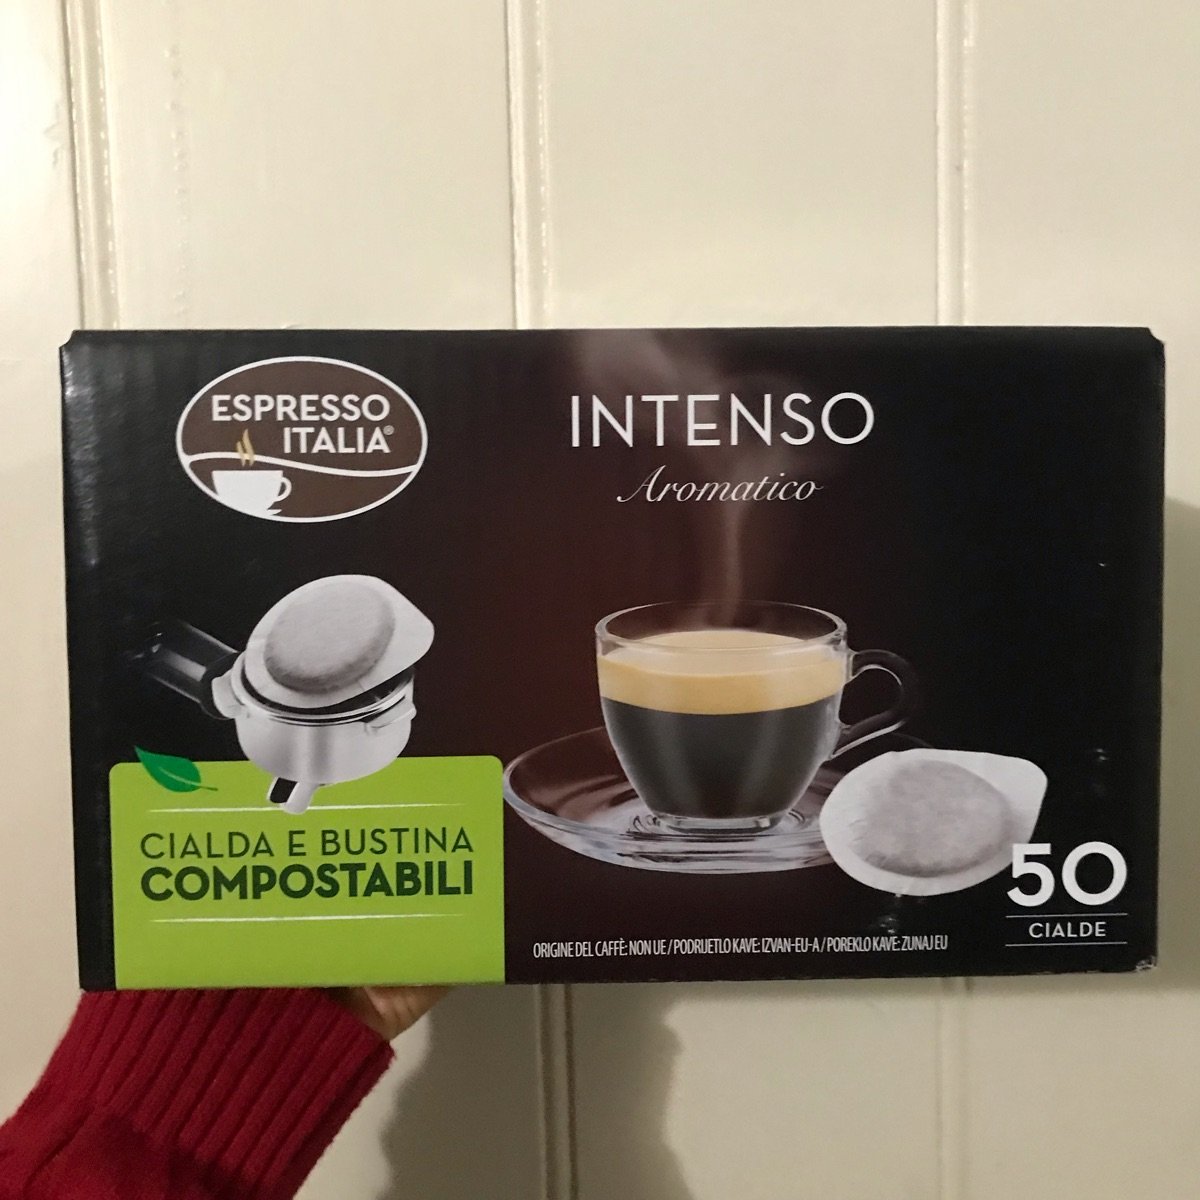 ESPRESSO
ITALIA®
INTENSO
Aromatico
CIALDA E BUSTINA
COMPOSTABILI
50
CIALDE
ORIGINE DEL CAFFÈ: NON UE / PODRIJETLO KAVE: IZVAN-EU-A / POREKLO KAVE: ZUNAJ EU